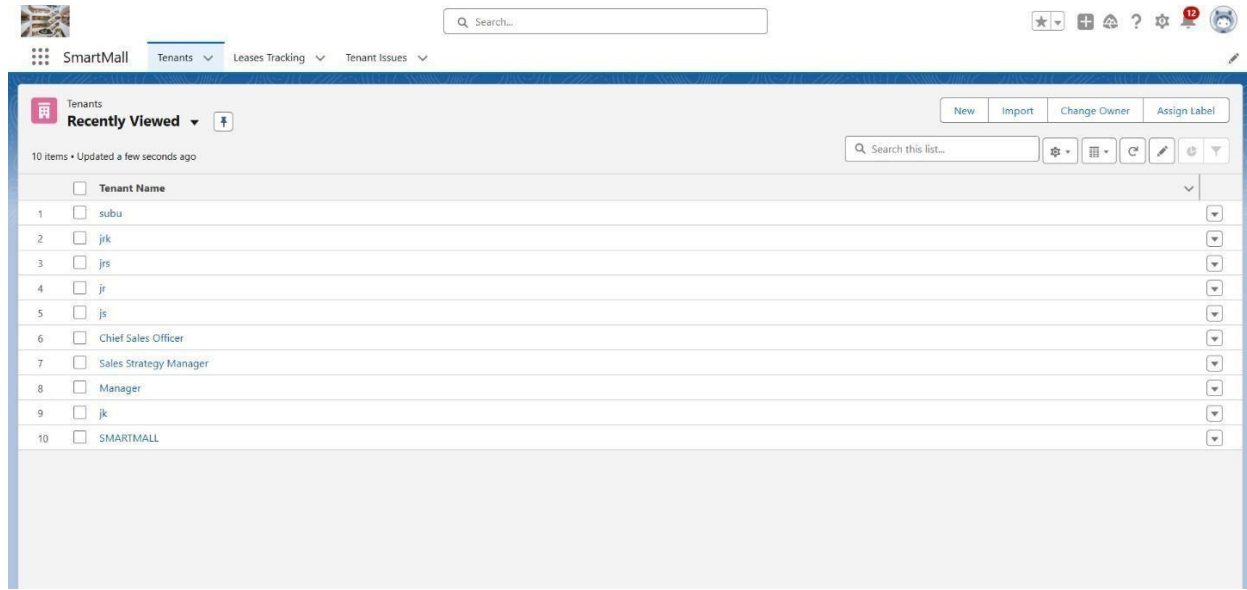 Search...
12
SmartMall Tenants Leases Tracking Tenant Issues
Tenants
Recently Viewed
New Import Change Owner Assign Label
10 items • Updated a few seconds ago
Search this list...
Tenant Name
1 subu
2 jrk
3 jrs
4 jr
5 js
6 Chief Sales Officer
7 Sales Strategy Manager
8 Manager
9 jk
10 SMARTMALL